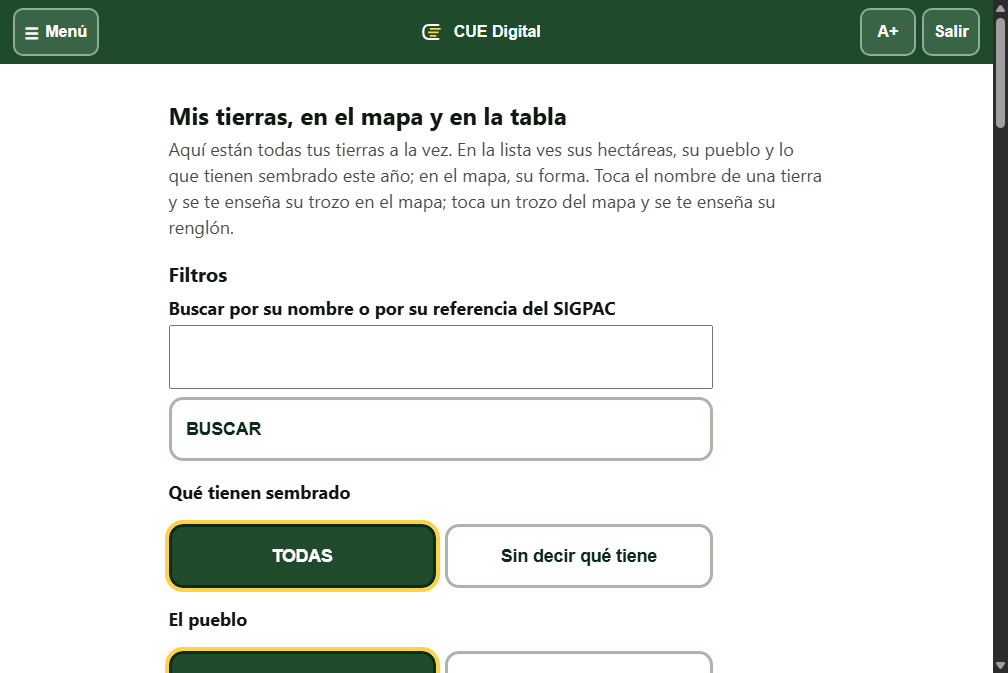 Menú
CUE Digital
A+
Salir
Mis tierras, en el mapa y en la tabla
Aquí están todas tus tierras a la vez. En la lista ves sus hectáreas, su pueblo y lo
que tienen sembrado este año; en el mapa, su forma. Toca el nombre de una tierra
y se te enseña su trozo en el mapa; toca un trozo del mapa y se te enseña su
renglón.
Filtros
Buscar por su nombre o por su referencia del SIGPAC
BUSCAR
Qué tienen sembrado
TODAS
Sin decir qué tiene
El pueblo